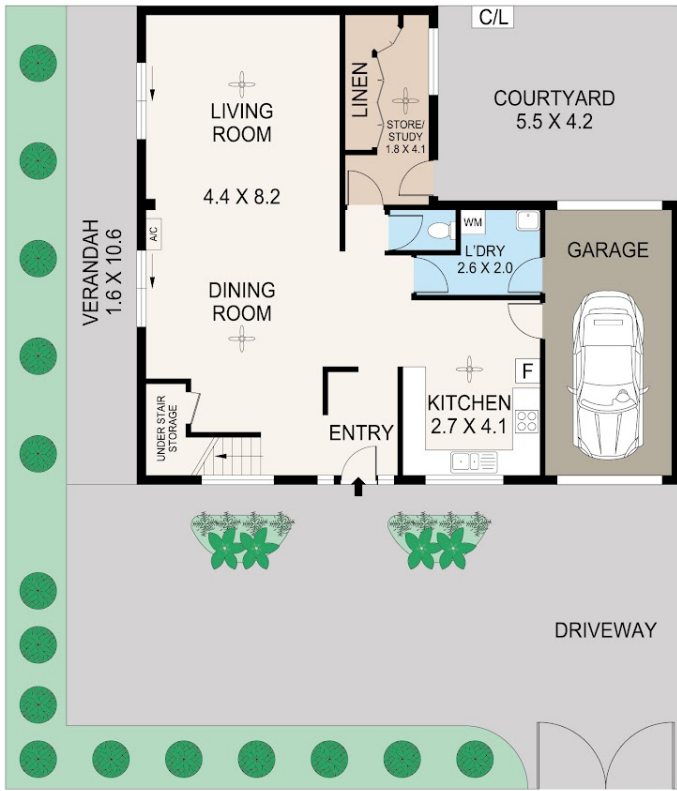 C/L
LIVING
ROOM
4.4 X 8.2
LINEN
STORE/
STUDY
1.8 X 4.1
COURTYARD
5.5 X 4.2
VERANDAH
1.6 X 10.6
A/C
WM
L'DRY
2.6 X 2.0
GARAGE
DINING
ROOM
F
KITCHEN
2.7 X 4.1
UNDER STAIR
STORAGE
ENTRY
DRIVEWAY